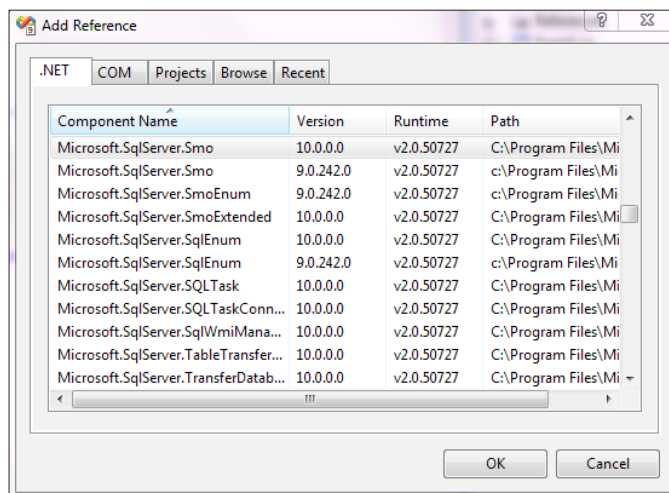 Add Reference
.NET COM Projects Browse Recent
Component Name Version Runtime Path
Microsoft.SqlServer.Smo 10.0.0.0 v2.0.50727 C:\Program Files\Mi
Microsoft.SqlServer.Smo 9.0.242.0 v2.0.50727 c:\Program Files\Mi
Microsoft.SqlServer.SmoEnum 9.0.242.0 v2.0.50727 c:\Program Files\Mi
Microsoft.SqlServer.SmoExtended 10.0.0.0 v2.0.50727 C:\Program Files\Mi
Microsoft.SqlServer.SqlEnum 10.0.0.0 v2.0.50727 C:\Program Files\Mi
Microsoft.SqlServer.SqlEnum 9.0.242.0 v2.0.50727 c:\Program Files\Mi
Microsoft.SqlServer.SQLTask 10.0.0.0 v2.0.50727 C:\Program Files\Mi
Microsoft.SqlServer.SQLTaskConn... 10.0.0.0 v2.0.50727 C:\Program Files\Mi
Microsoft.SqlServer.SqlWmiMana... 10.0.0.0 v2.0.50727 C:\Program Files\Mi
Microsoft.SqlServer.TableTransfer... 10.0.0.0 v2.0.50727 C:\Program Files\Mi
Microsoft.SqlServer.TransferDatab... 10.0.0.0 v2.0.50727 C:\Program Files\Mi
OK Cancel